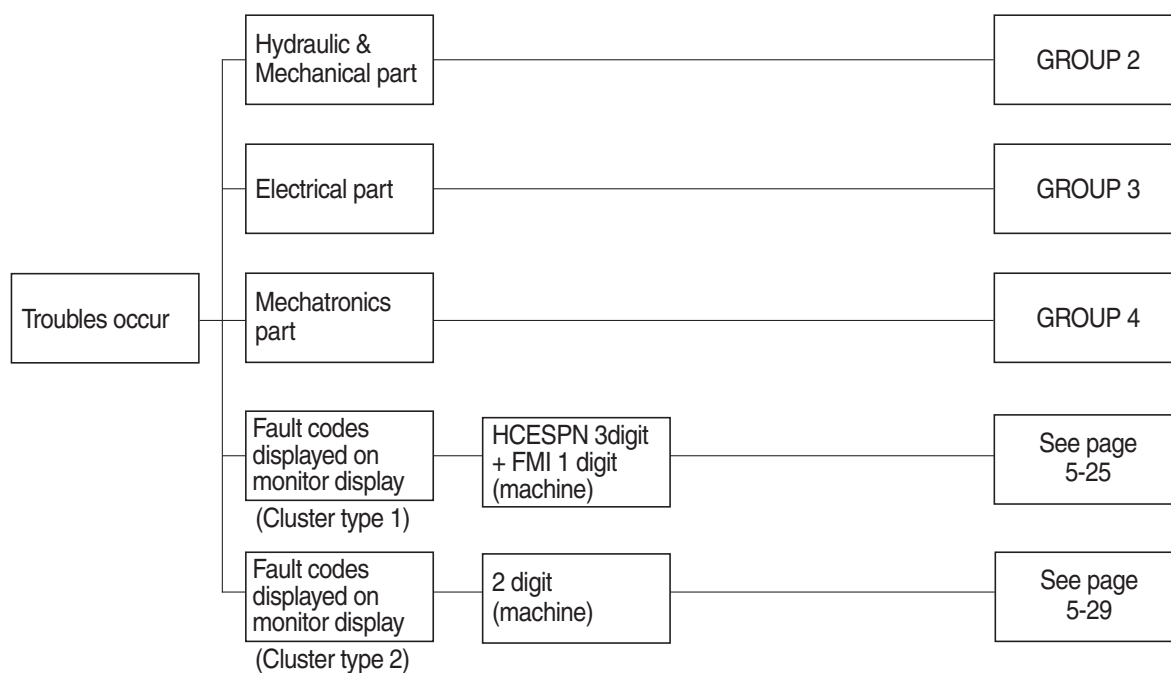 Hydraulic &
Mechanical part
GROUP 2
Electrical part
GROUP 3
Troubles occur
Mechatronics
part
GROUP 4
Fault codes
displayed on
monitor display
(Cluster type 1)
HCESPN 3digit
+ FMI 1 digit
(machine)
See page
5-25
Fault codes
displayed on
monitor display
(Cluster type 2)
2 digit
(machine)
See page
5-29